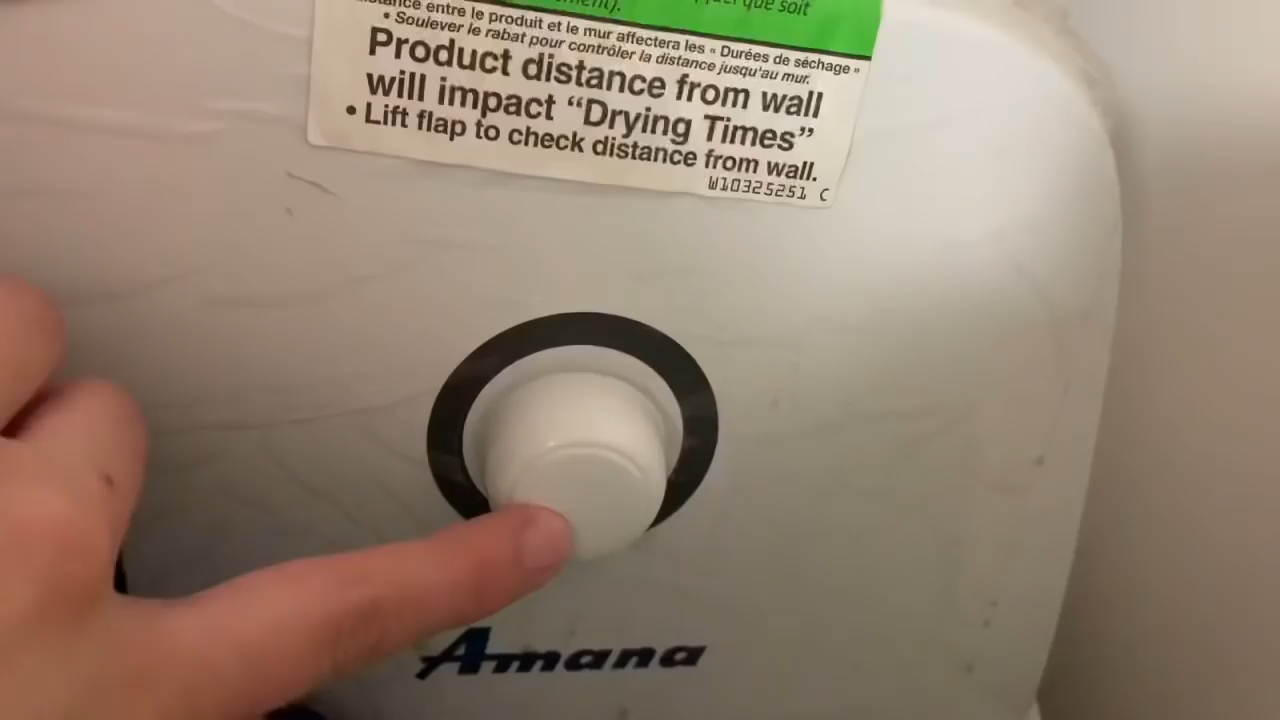 ment).
que soit
entre le produit et le mur affectera les « Durées de séchage »
• Soulever le rabat pour contrôler la distance jusqu'au mur.
Product distance from wall
will impact “Drying Times”
• Lift flap to check distance from wall.
W10325251 C
Amana